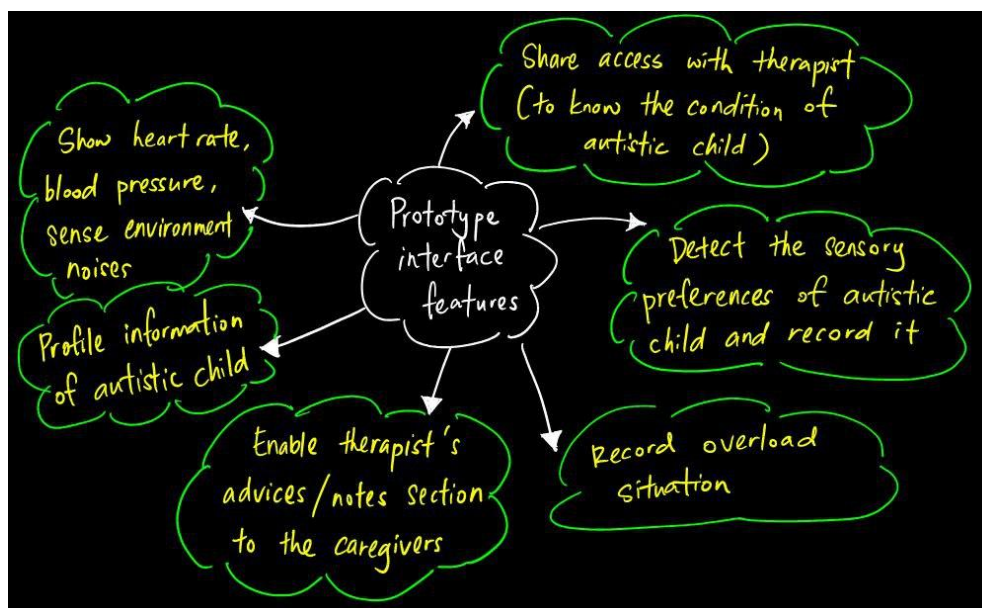 Prototype
interface
features
Share access with therapist
(to know the condition of
autistic child)
Detect the sensory
preferences of autistic
child and record it
Record overload
situation
Enable therapist's
advices/notes section
to the caregivers
Profile information
of autistic child
Show heart rate,
blood pressure,
sense environment
noises